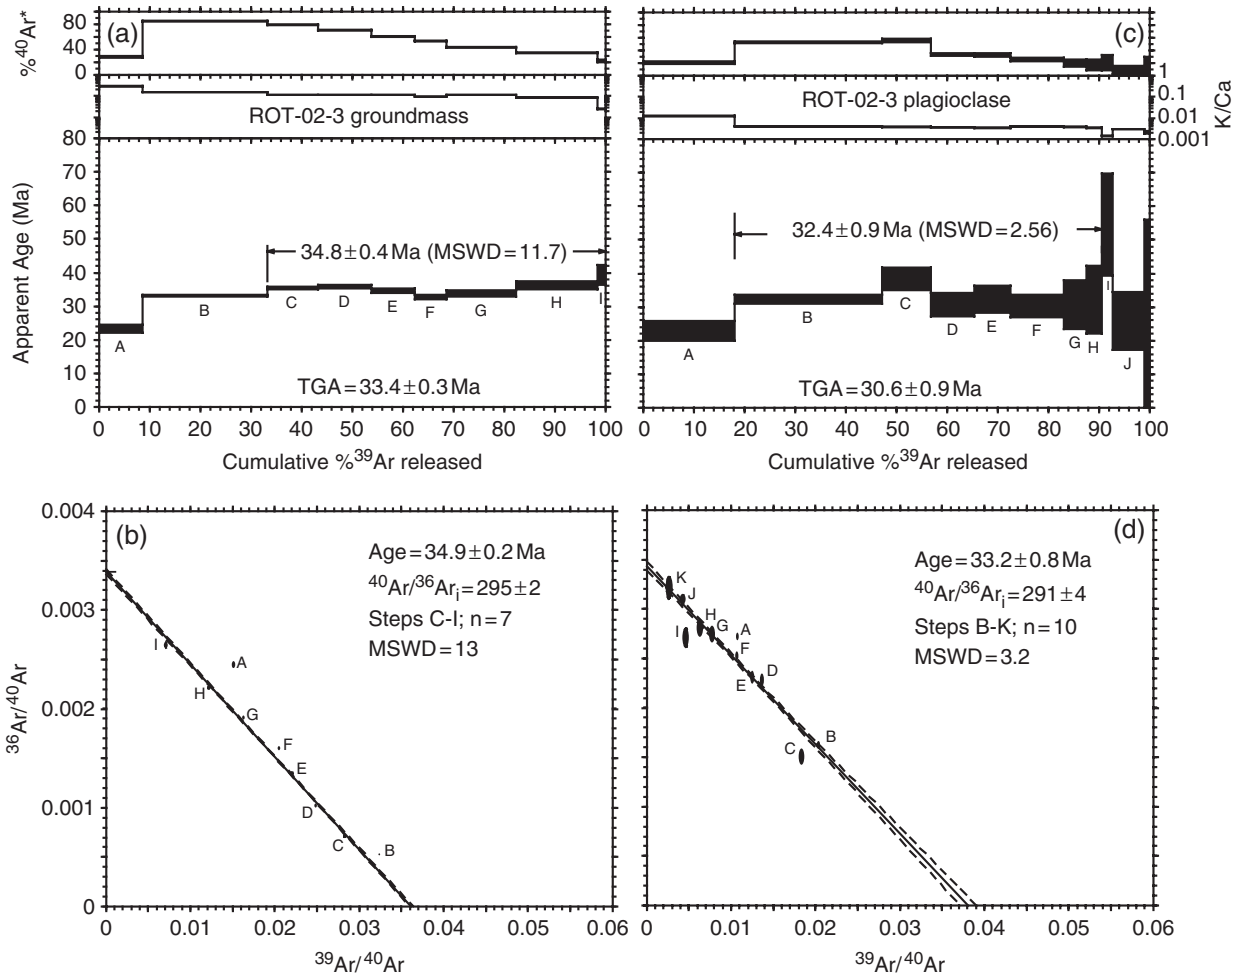 (a)
%⁴⁰Ar*
80
40
0
ROT-02-3 groundmass
Apparent Age (Ma)
80
70
60
50
40
30
20
10
0
34.8±0.4 Ma (MSWD=11.7)
A
B
C
D
E
F
G
H
I
TGA=33.4±0.3 Ma
0 10 20 30 40 50 60 70 80 90 100
Cumulative %³⁹Ar released
(c)
1
0.1
0.01
0.001
K/Ca
ROT-02-3 plagioclase
32.4±0.9 Ma (MSWD=2.56)
A
B
C
D
E
F
G
H
I
J
TGA=30.6±0.9 Ma
0 10 20 30 40 50 60 70 80 90 100
Cumulative %³⁹Ar released
(b)
³⁶Ar/⁴⁰Ar
0.004
0.003
0.002
0.001
0
Age=34.9±0.2 Ma
⁴⁰Ar/³⁶Arᵢ=295±2
Steps C-I; n=7
MSWD=13
I
A
H
G
F
E
D
C
B
0 0.01 0.02 0.03 0.04 0.05 0.06
³⁹Ar/⁴⁰Ar
(d)
Age=33.2±0.8 Ma
⁴⁰Ar/³⁶Arᵢ=291±4
Steps B-K; n=10
MSWD=3.2
K
J
I
H
G
A
F
E
D
C
B
0 0.01 0.02 0.03 0.04 0.05 0.06
³⁹Ar/⁴⁰Ar